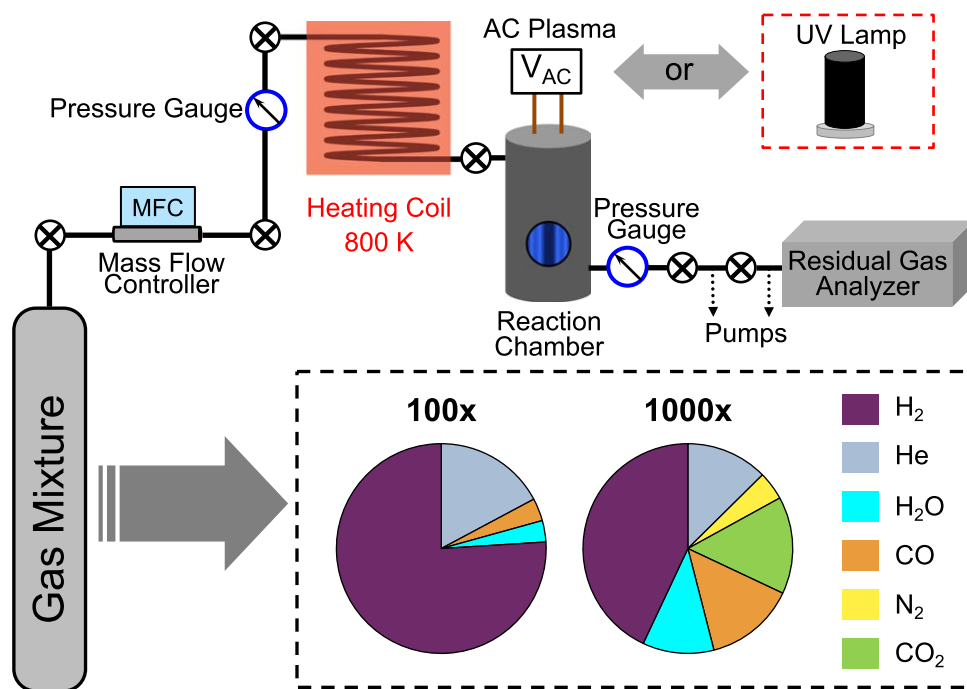 AC Plasma
V_AC
or
UV Lamp
Pressure Gauge
MFC
Mass Flow
Controller
Heating Coil
800 K
Pressure
Gauge
Residual Gas
Analyzer
Reaction
Chamber
Pumps
Gas Mixture
100x
1000x
H₂
He
H₂O
CO
N₂
CO₂